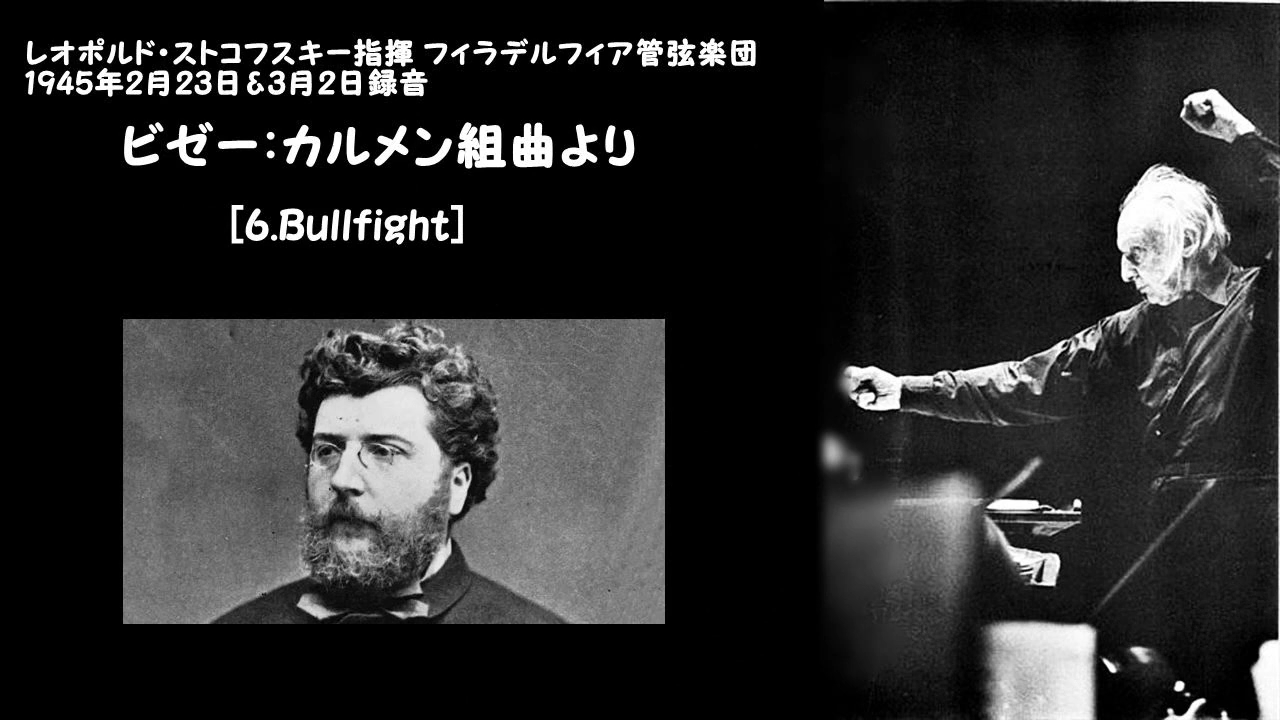 レオポルド・ストコフスキー指揮 フィラデルフィア管弦楽団
1945年2月23日&3月2日録音
ビゼー:カルメン組曲より
[6.Bullfight]